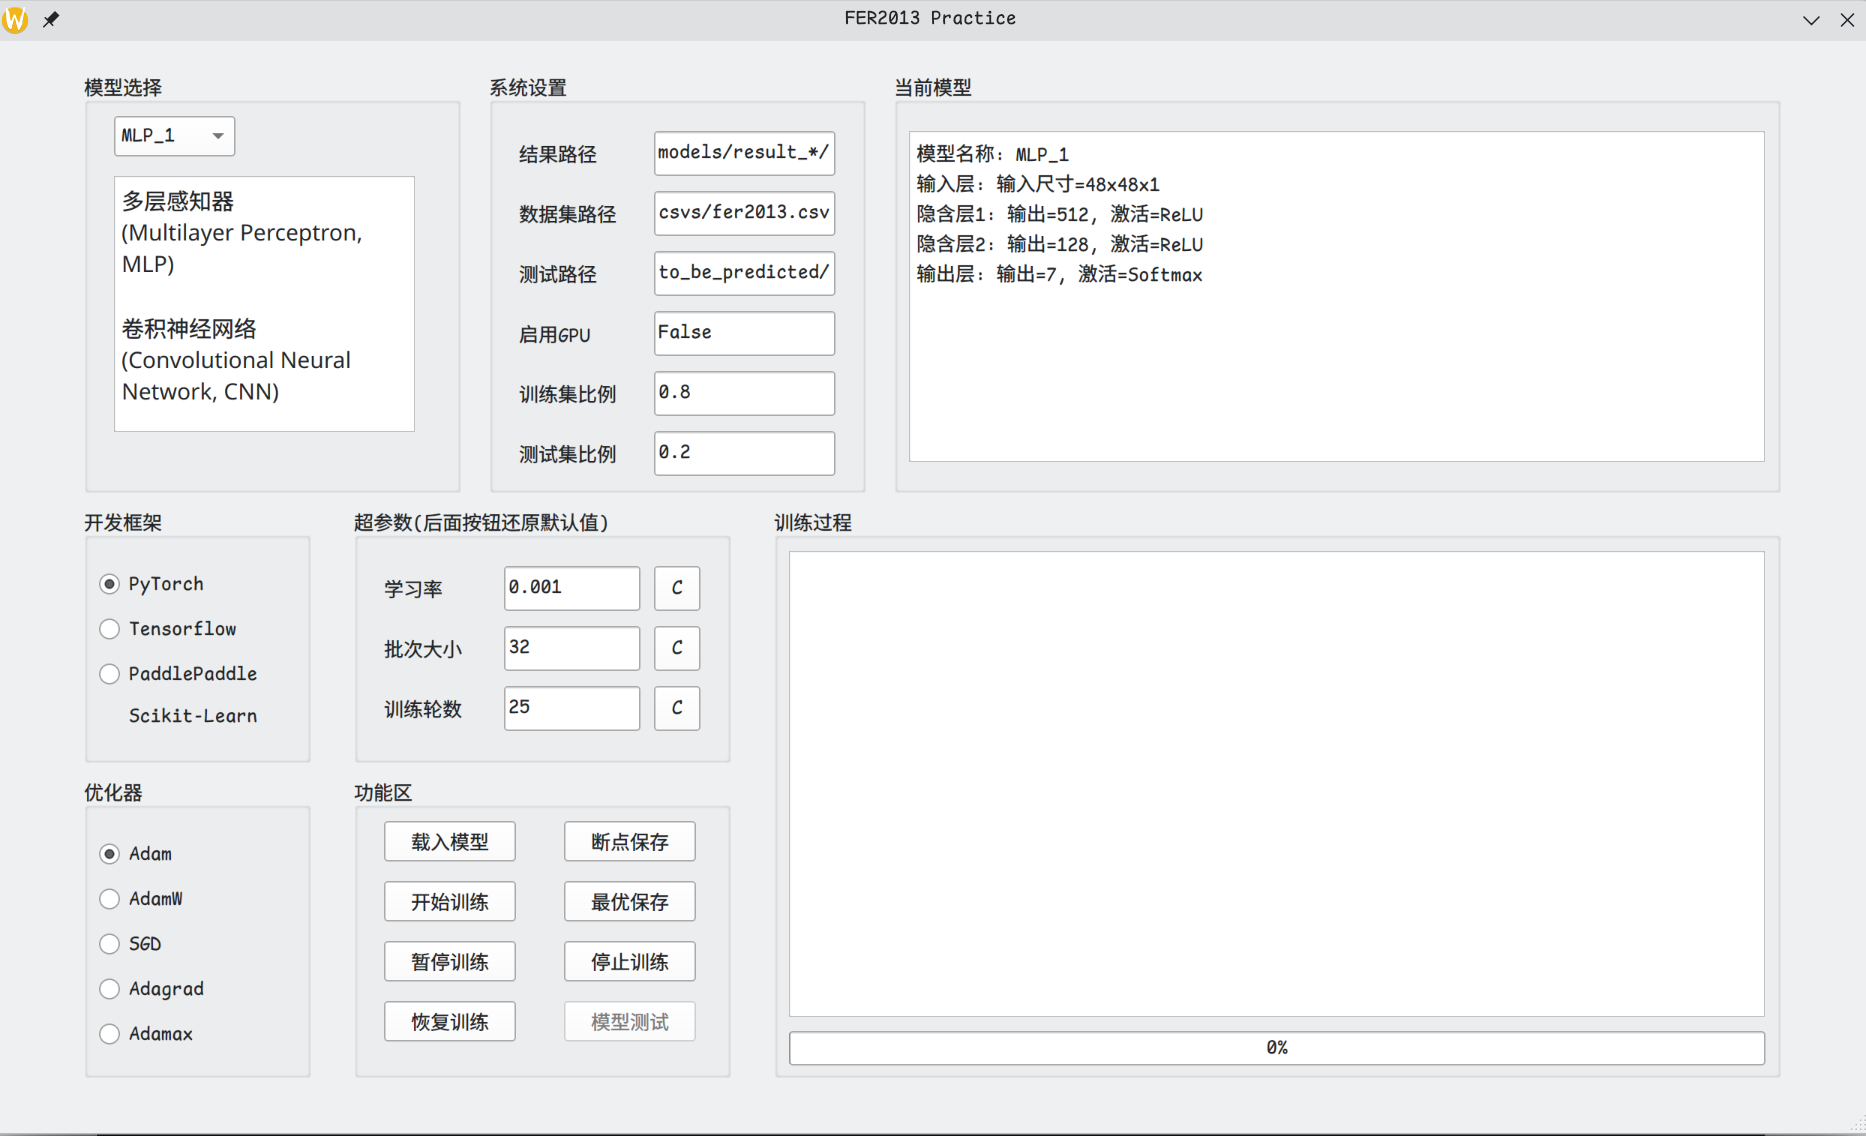 W
FER2013 Practice
模型选择
MLP_1
多层感知器
(Multilayer Perceptron,
MLP)
卷积神经网络
(Convolutional Neural
Network, CNN)
系统设置
结果路径 models/result_*/
数据集路径 csvs/fer2013.csv
测试路径 to_be_predicted/
启用GPU False
训练集比例 0.8
测试集比例 0.2
当前模型
模型名称: MLP_1
输入层: 输入尺寸=48x48x1
隐含层1: 输出=512, 激活=ReLU
隐含层2: 输出=128, 激活=ReLU
输出层: 输出=7, 激活=Softmax
开发框架
PyTorch
Tensorflow
PaddlePaddle
Scikit-Learn
超参数(后面按钮还原默认值)
学习率 0.001 C
批次大小 32 C
训练轮数 25 C
优化器
Adam
AdamW
SGD
Adagrad
Adamax
功能区
载入模型 断点保存
开始训练 最优保存
暂停训练 停止训练
恢复训练 模型测试
训练过程
0%